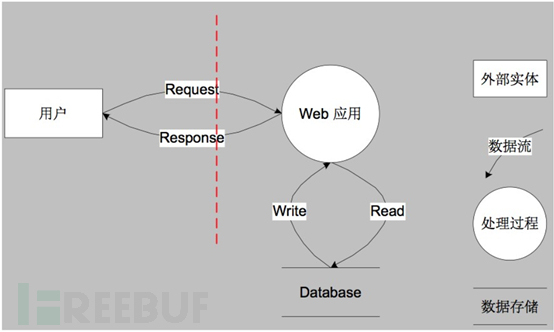 用户
Request
Response
Web 应用
Write
Read
Database
外部实体
数据流
处理过程
数据存储
REEBUF